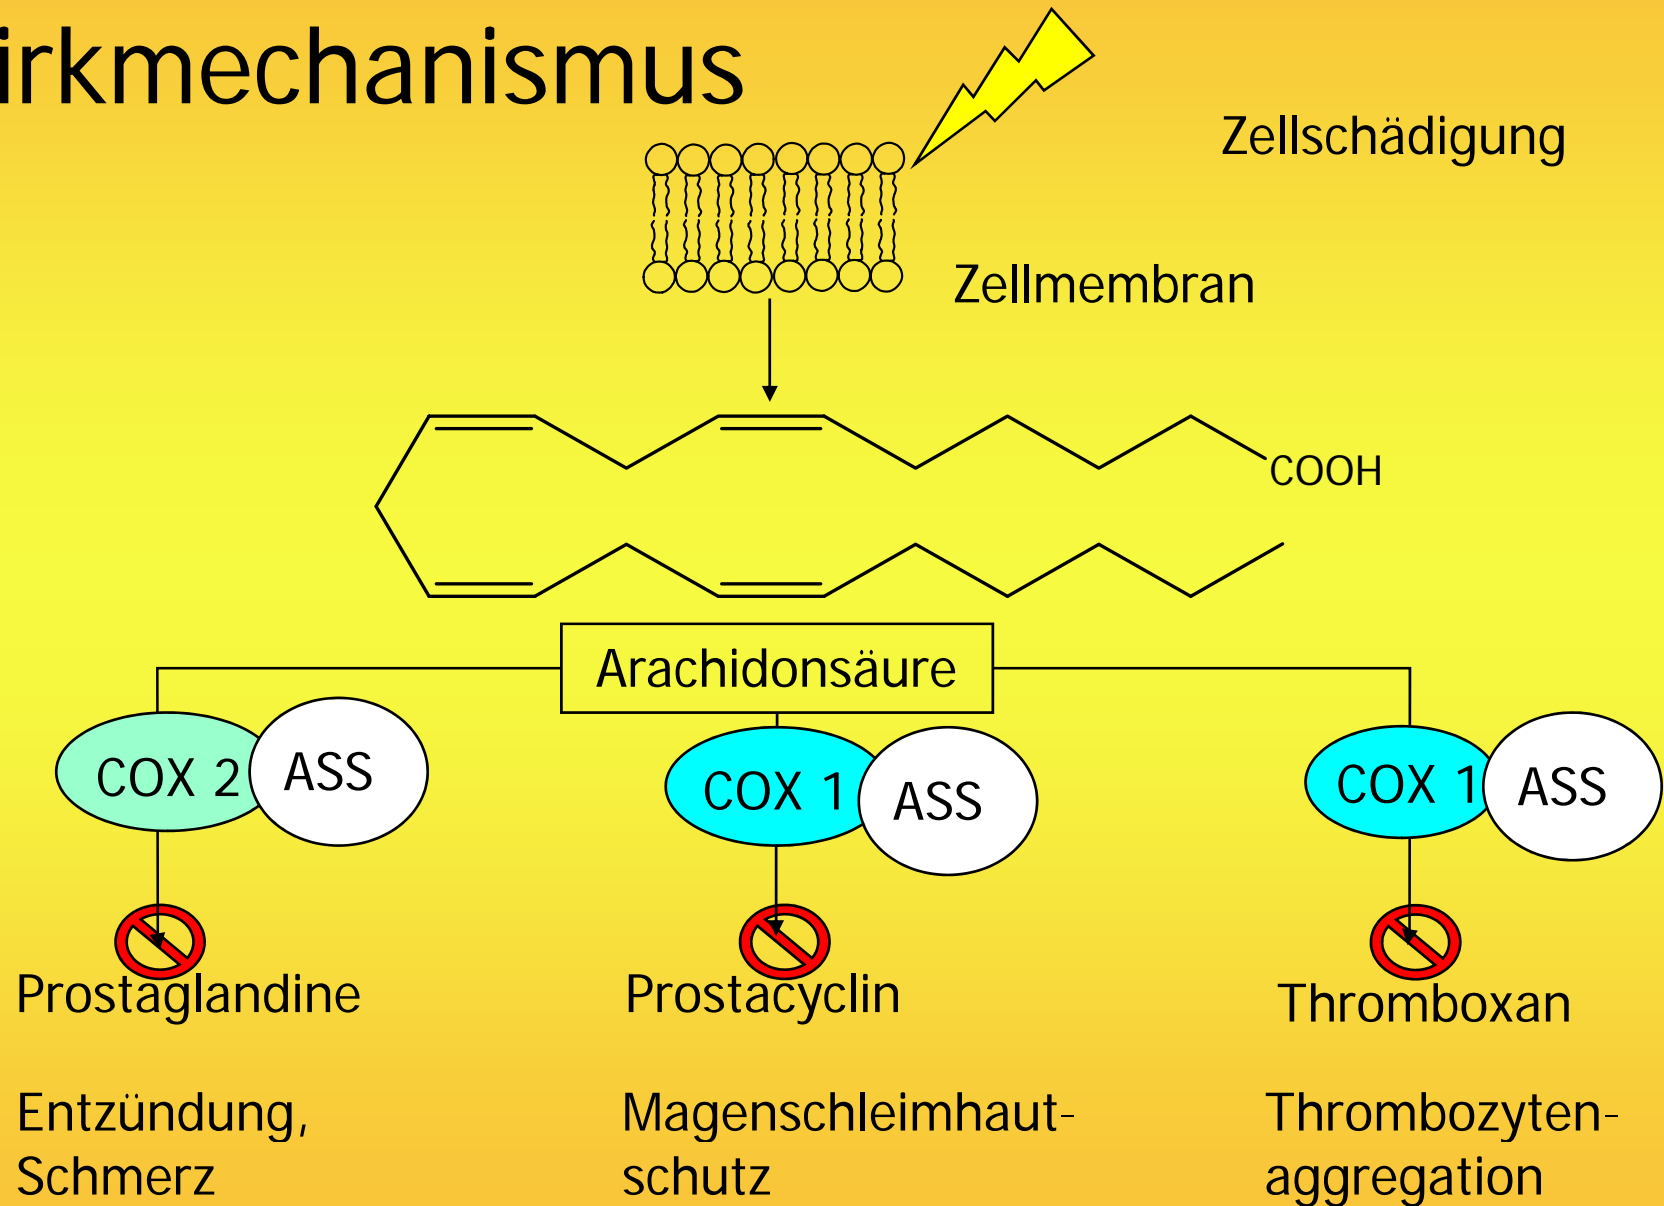 irkmechanismus
Zellschädigung
Zellmembran
COOH
Arachidonsäure
COX 2 ASS
COX 1 ASS
COX 1 ASS
Prostaglandine
Prostacyclin
Thromboxan
Entzündung,
Schmerz
Magenschleimhaut-
schutz
Thrombozyten-
aggregation